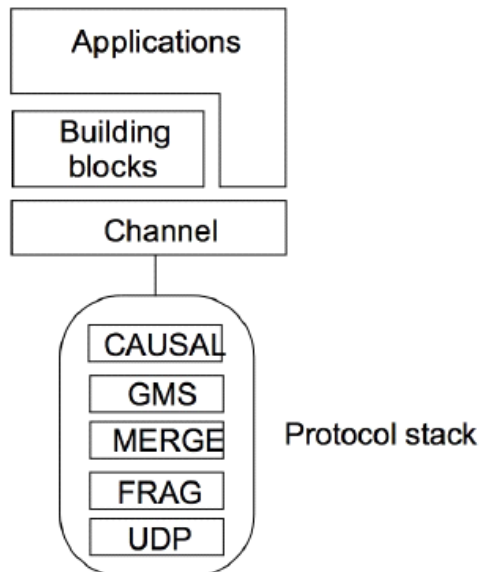 Applications
Building
blocks
Channel
CAUSAL
GMS
MERGE
Protocol stack
FRAG
UDP